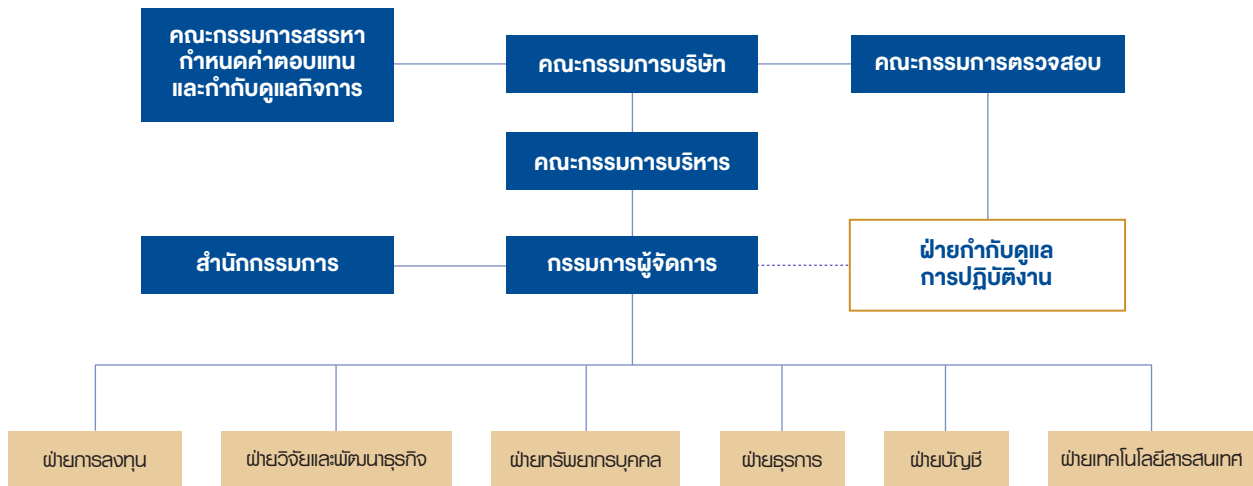 คณะกรรมการสรรหา
กำหนดค่าตอบแทน
และกำกับดูแลกิจการ
คณะกรรมการบริษัท
คณะกรรมการตรวจสอบ
คณะกรรมการบริหาร
สำนักกรรมการ
กรรมการผู้จัดการ
ฝ่ายกำกับดูแล
การปฏิบัติงาน
ฝ่ายการลงทุน
ฝ่ายวิจัยและพัฒนาธุรกิจ
ฝ่ายทรัพยากรบุคคล
ฝ่ายธุรการ
ฝ่ายบัญชี
ฝ่ายเทคโนโลยีสารสนเทศ